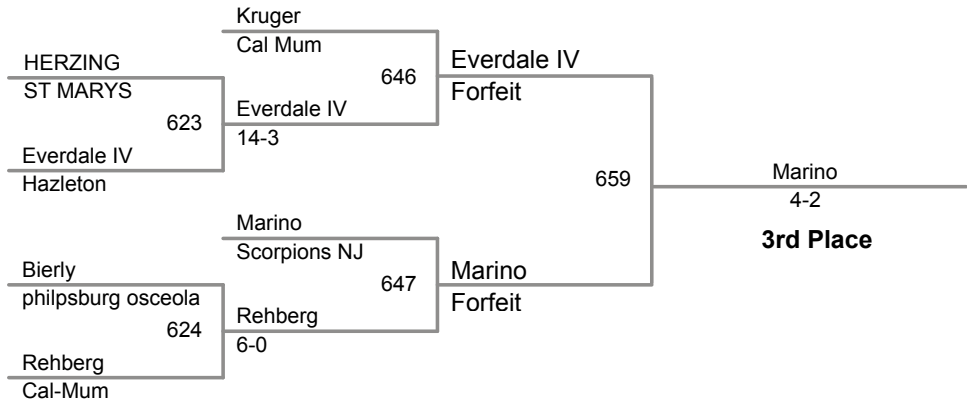 Kruger
Cal Mum
HERZING
ST MARYS
646
Everdale IV
Forfeit
623
Everdale IV
14-3
Everdale IV
Hazleton
659
Marino
4-2
3rd Place
Marino
Scorpions NJ
Bierly
philpsburg osceola
647
Marino
Forfeit
624
Rehberg
6-0
Rehberg
Cal-Mum